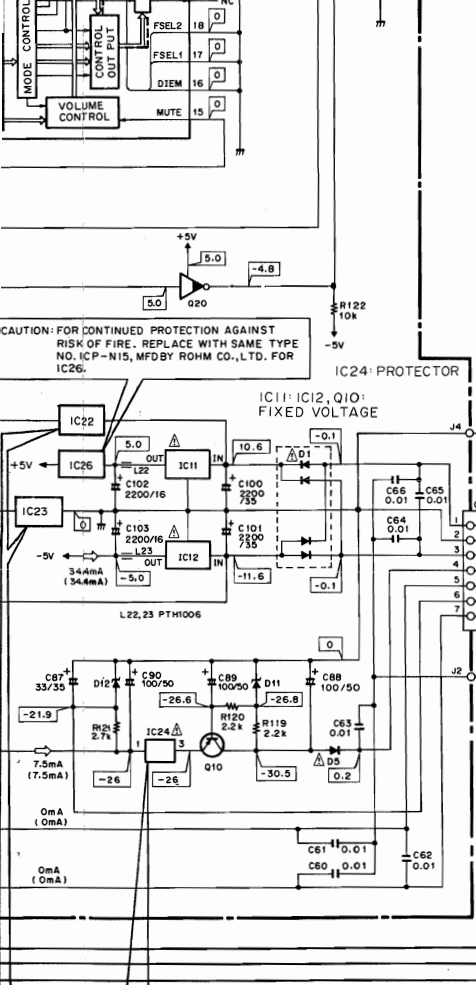 NC
MODE CONTROL
CONTROL OUTPUT
FSEL2 18 0
FSEL1 17 0
DIEM 16 0
MUTE 15 0
VOLUME
CONTROL
+5V
5.0
-4.8
5.0
Q20
R122
10k
-5V
CAUTION: FOR CONTINUED PROTECTION AGAINST
RISK OF FIRE. REPLACE WITH SAME TYPE
NO. ICP-N15, MFDBY ROHM CO., LTD. FOR
IC26.
IC24: PROTECTOR
IC11: IC12, Q10:
FIXED VOLTAGE
IC22
J4
5.0
OUT
IN
10.6
-0.1
D1
+5V
IC26
L22
IC11
C102
2200/16
C100
2200
/35
C66
0.01
C65
0.01
IC23
0
C103
2200/16
C101
2200
/35
C64
0.01
1
2
3
4
5
6
7
-5V
L23
OUT
IC12
IN
34.4mA
(34.4mA)
-5.0
-11.6
-0.1
L22,23 PTH1006
0
C87
33/35
D12
C90
100/50
C89
100/50
D11
C88
100/50
J2
-26.6
-26.8
-21.9
R121
2.7k
R120
2.2k
R119
2.2k
C63
0.01
IC24
1
3
7.5mA
(7.5mA)
-26
-26
Q10
-30.5
D5
0.2
0mA
(0mA)
C61 0.01
C60 0.01
C62
0.01
0mA
(0mA)